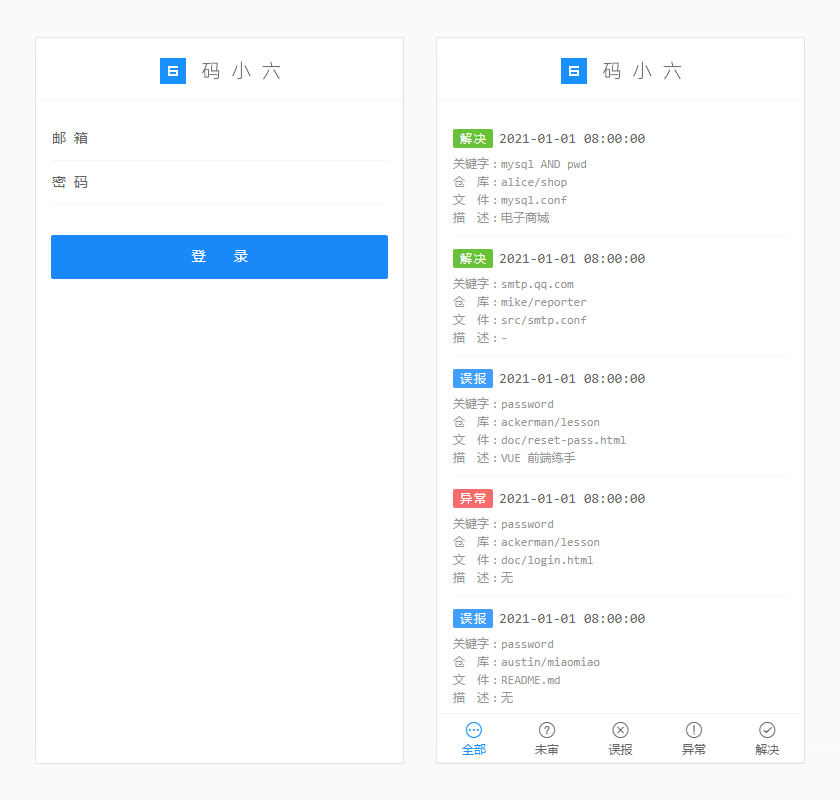 6 码小六
邮 箱
密 码
登 录
6 码小六
解决 2021-01-01 08:00:00
关键字：mysql AND pwd
仓 库：alice/shop
文 件：mysql.conf
描 述：电子商城
解决 2021-01-01 08:00:00
关键字：smtp.qq.com
仓 库：mike/reporter
文 件：src/smtp.conf
描 述：-
误报 2021-01-01 08:00:00
关键字：password
仓 库：ackerman/lesson
文 件：doc/reset-pass.html
描 述：VUE 前端练手
异常 2021-01-01 08:00:00
关键字：password
仓 库：ackerman/lesson
文 件：doc/login.html
描 述：无
误报 2021-01-01 08:00:00
关键字：password
仓 库：austin/miaomiao
文 件：README.md
描 述：无
全部 未审 误报 异常 解决